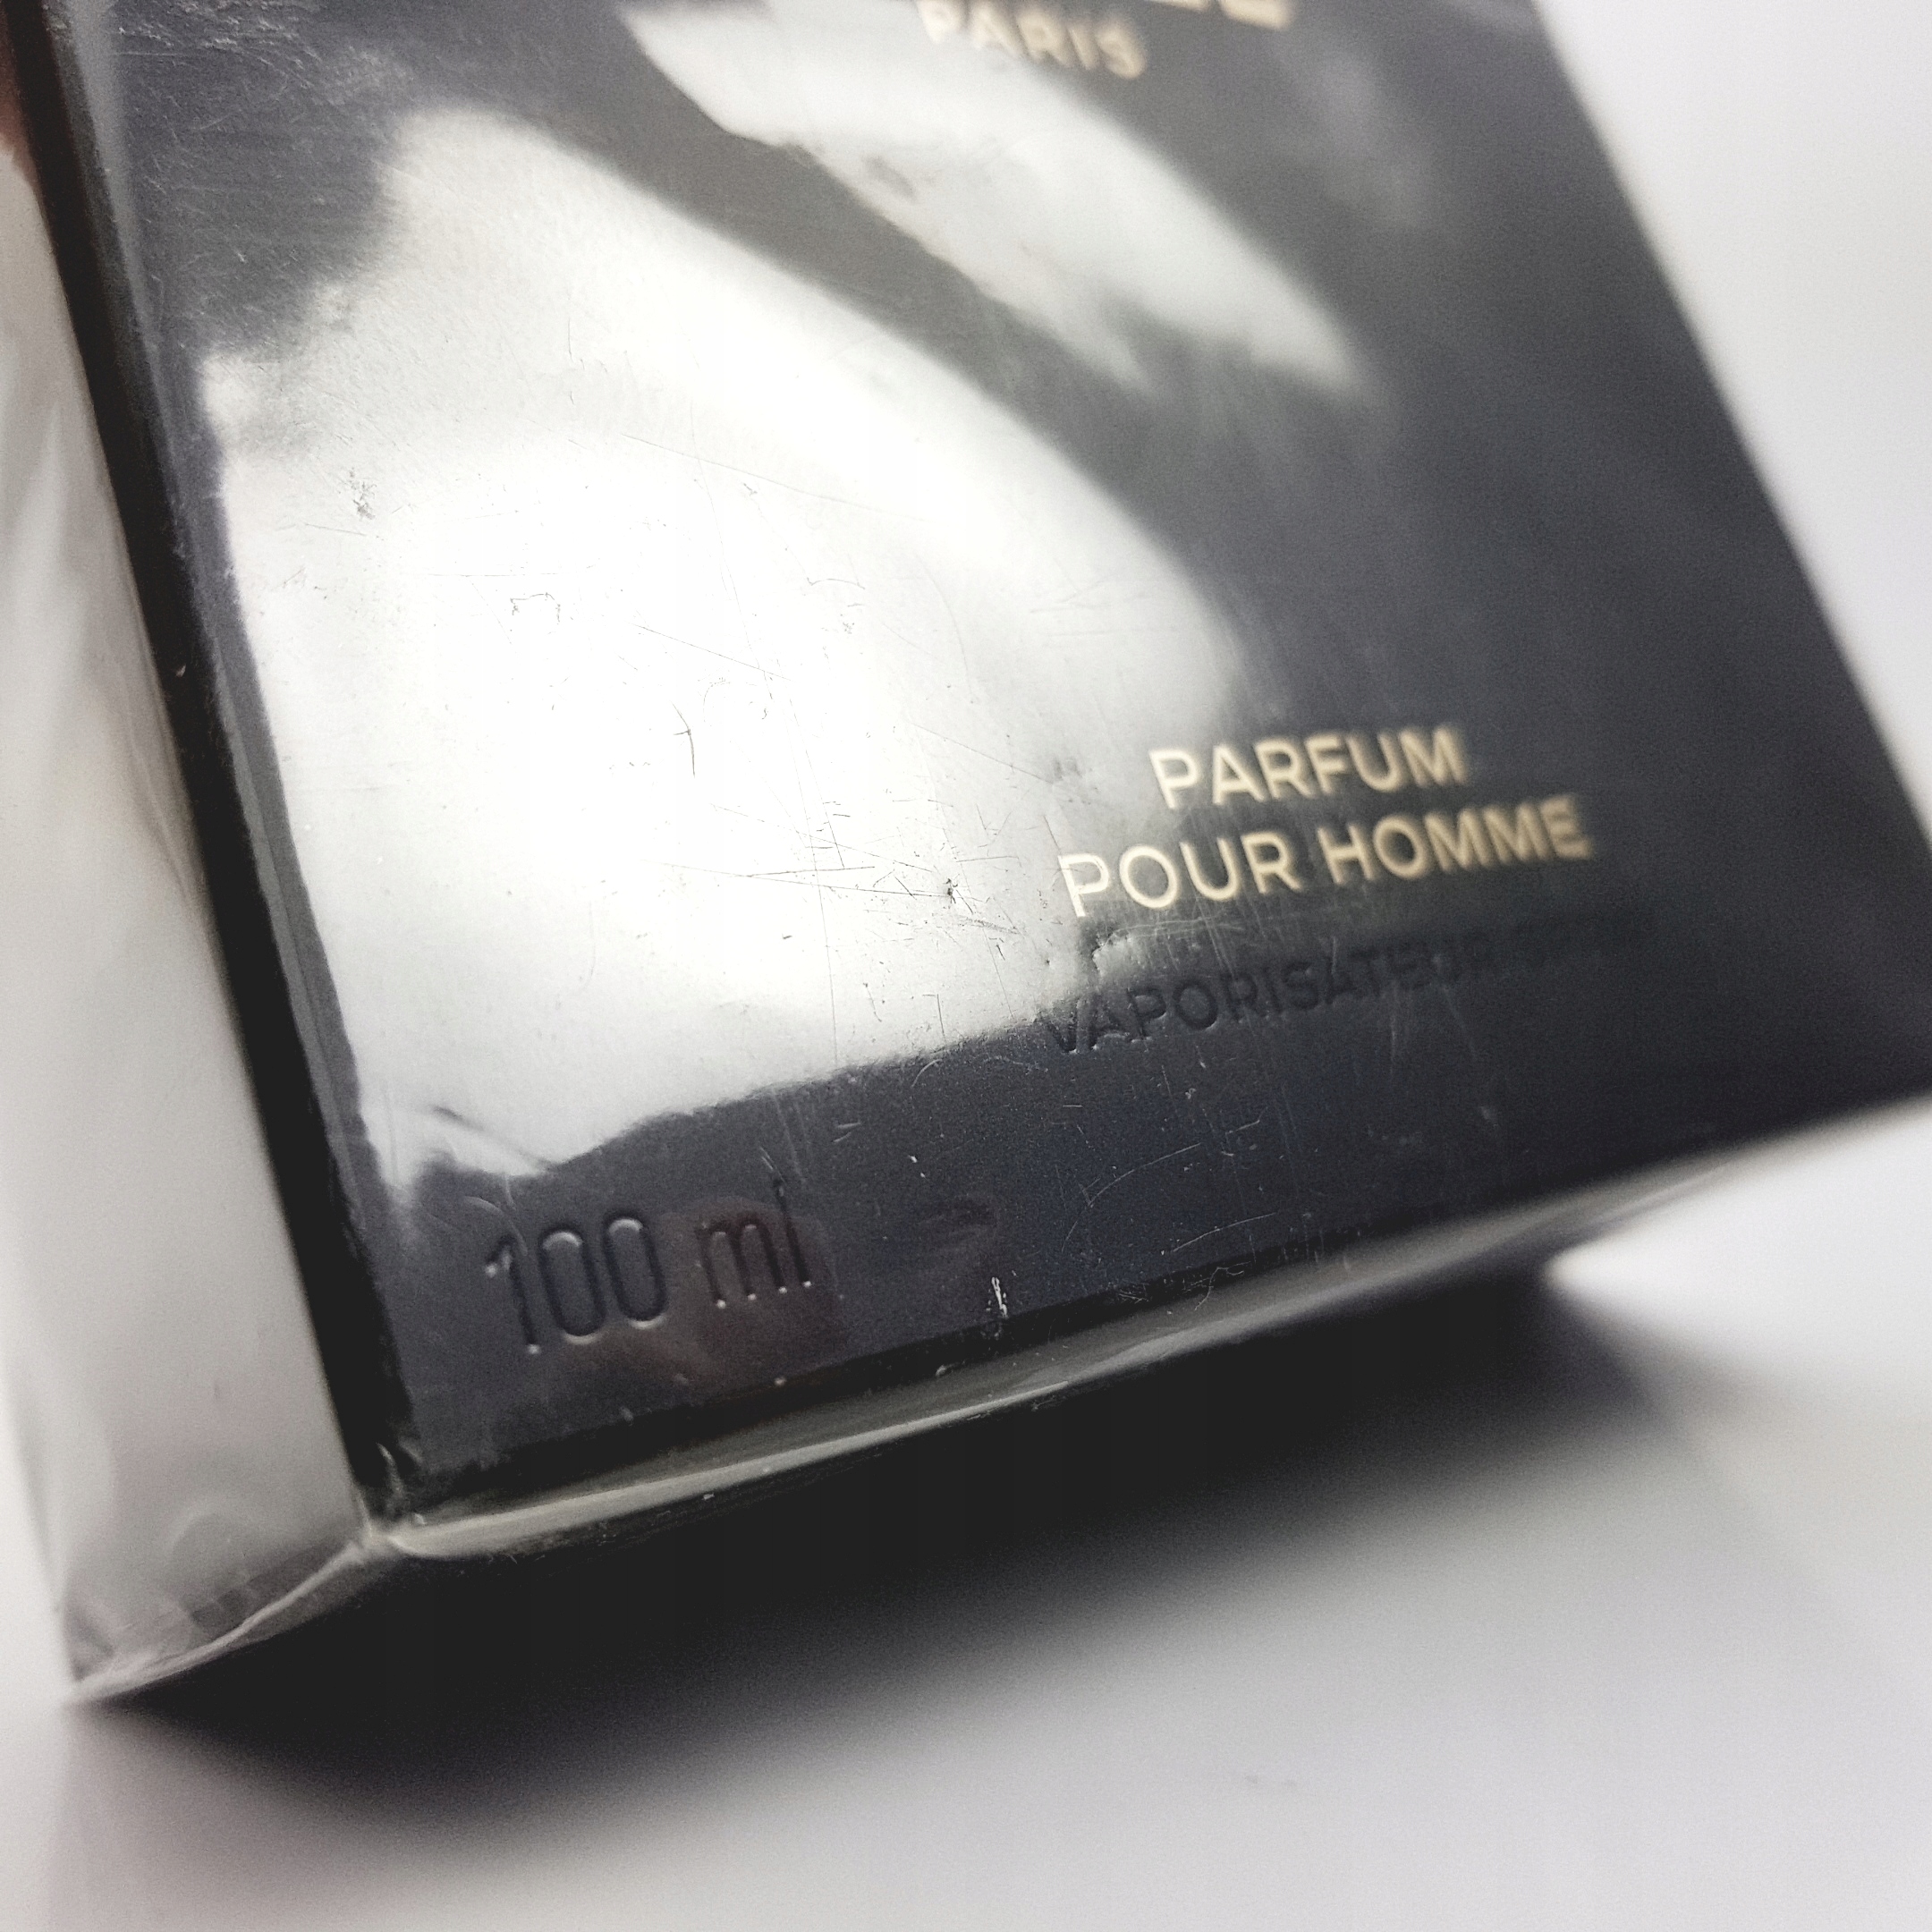 PARIS
PARFUM
POUR HOMME
VAPORISATEUR
100 ml